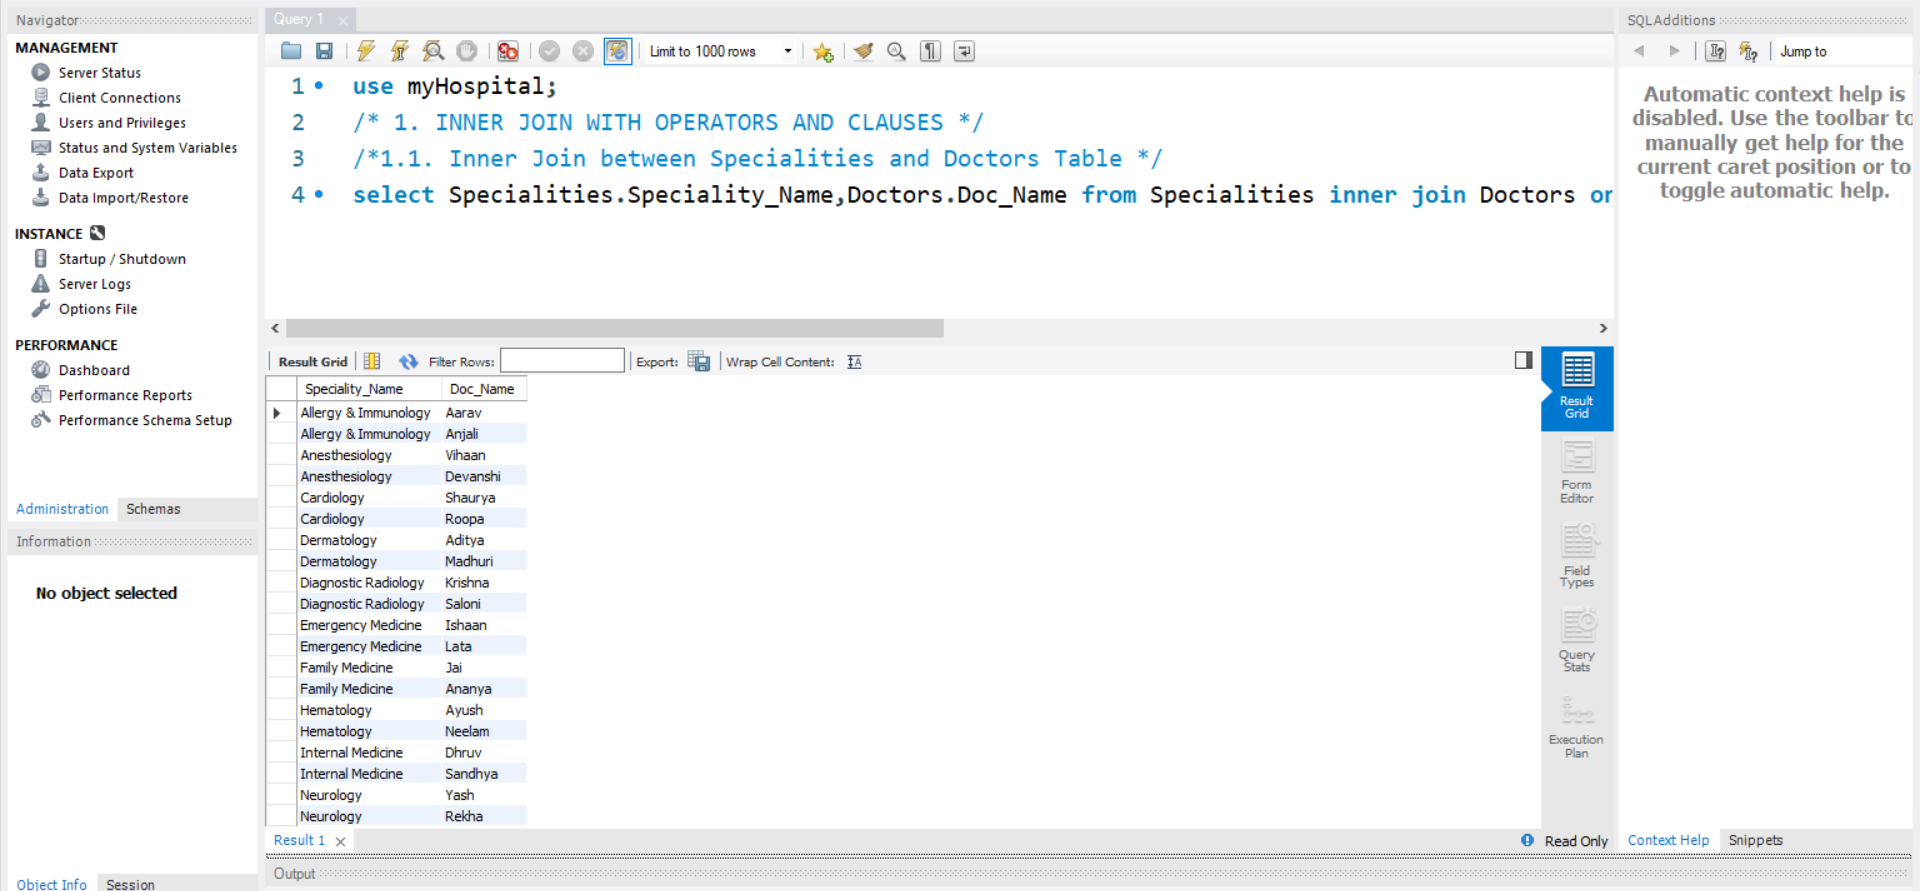 Navigator
MANAGEMENT
Server Status
Client Connections
Users and Privileges
Status and System Variables
Data Export
Data Import/Restore
INSTANCE
Startup / Shutdown
Server Logs
Options File
PERFORMANCE
Dashboard
Performance Reports
Performance Schema Setup
Administration Schemas
Information
No object selected
Object Info Session
Query 1
Limit to 1000 rows
1 use myHospital;
2 /* 1. INNER JOIN WITH OPERATORS AND CLAUSES */
3 /*1.1. Inner Join between Specialities and Doctors Table */
4 select Specialities.Speciality_Name,Doctors.Doc_Name from Specialities inner join Doctors on
Result Grid Filter Rows: Export: Wrap Cell Content:
Speciality_Name Doc_Name
Allergy & Immunology Aarav
Allergy & Immunology Anjali
Anesthesiology Vihaan
Anesthesiology Devanshi
Cardiology Shaurya
Cardiology Roopa
Dermatology Aditya
Dermatology Madhuri
Diagnostic Radiology Krishna
Diagnostic Radiology Saloni
Emergency Medicine Ishaan
Emergency Medicine Lata
Family Medicine Jai
Family Medicine Ananya
Hematology Ayush
Hematology Neelam
Internal Medicine Dhruv
Internal Medicine Sandhya
Neurology Yash
Neurology Rekha
Result
Grid
Form
Editor
Field
Types
Query
Stats
Execution
Plan
Result 1
Read Only
Output
SQLAdditions
Jump to
Automatic context help is
disabled. Use the toolbar to
manually get help for the
current caret position or to
toggle automatic help.
Context Help Snippets